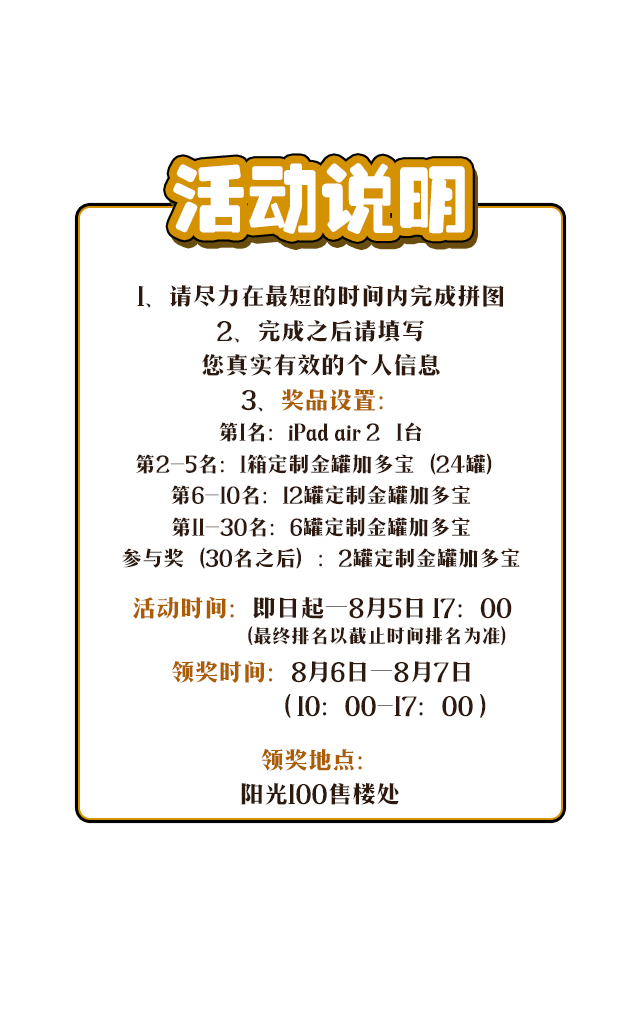 活动说明
1、请尽力在最短的时间内完成拼图
2、完成之后请填写
您真实有效的个人信息
3、奖品设置：
第1名：iPad air 2 1台
第2—5名：1箱定制金罐加多宝（24罐）
第6—10名：12罐定制金罐加多宝
第11—30名：6罐定制金罐加多宝
参与奖（30名之后）：2罐定制金罐加多宝
活动时间：即日起—8月5日 17：00
（最终排名以截止时间排名为准）
领奖时间：8月6日—8月7日
（10：00—17：00）
领奖地点：
阳光100售楼处